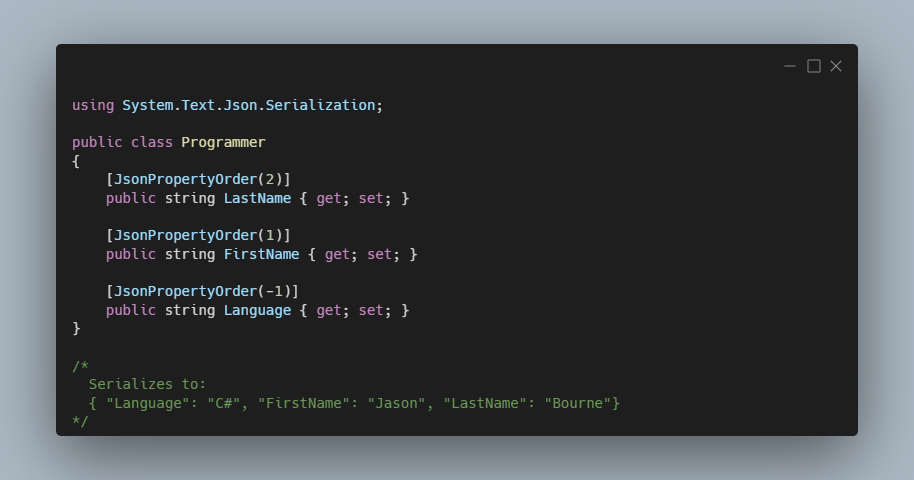 using System.Text.Json.Serialization;
public class Programmer
{
    [JsonPropertyOrder(2)]
    public string LastName { get; set; }
    [JsonPropertyOrder(1)]
    public string FirstName { get; set; }
    [JsonPropertyOrder(-1)]
    public string Language { get; set; }
}
/*
  Serializes to:
  { "Language": "C#", "FirstName": "Jason", "LastName": "Bourne"}
*/